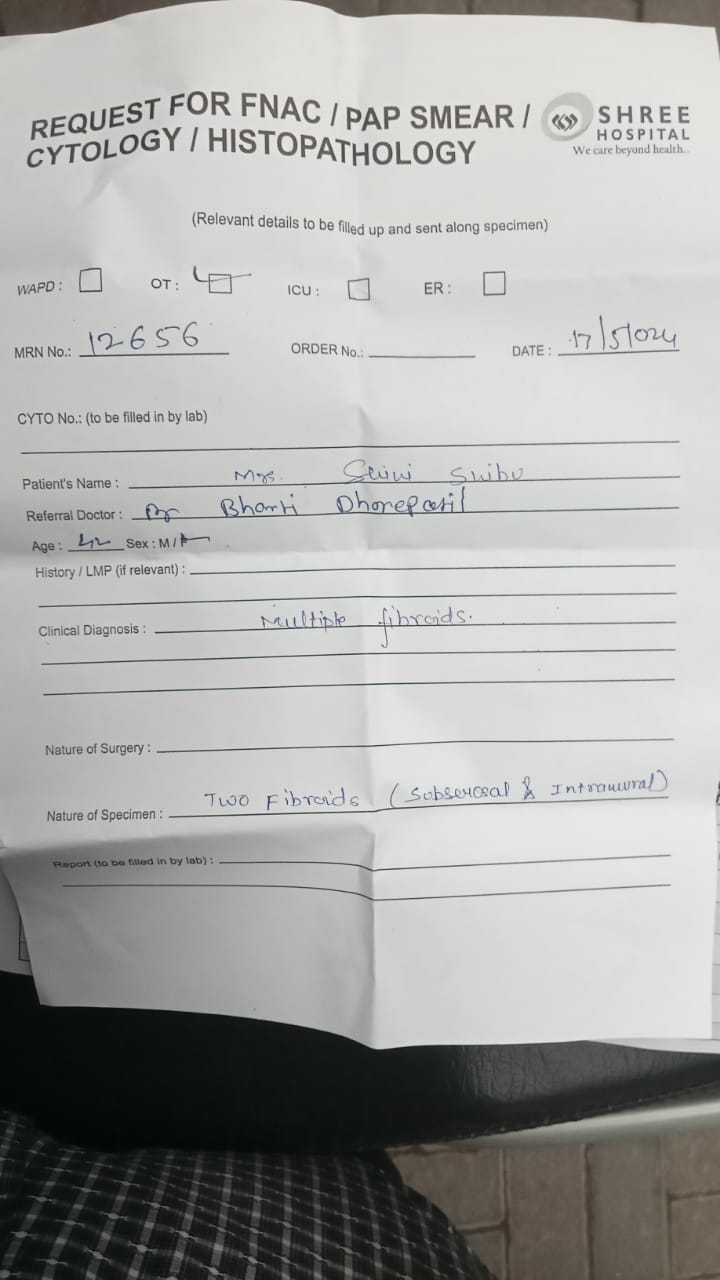 REQUEST FOR FNAC / PAP SMEAR /
CYTOLOGY / HISTOPATHOLOGY
SHREE
HOSPITAL
We care beyond health...
(Relevant details to be filled up and sent along specimen)
WAPD : OT : ICU : ER :
MRN No.: 12656 ORDER No.: DATE : 17/5/024
CYTO No.: (to be filled in by lab)
Patient's Name : Mrs.
Referral Doctor : Dr Bharti Dhorepatil
Age : 42 Sex : M / F
History / LMP (if relevant) :
Clinical Diagnosis : Multiple fibroids.
Nature of Surgery :
Nature of Specimen : Two Fibroids (Subserosal & Intramural)
Report (to be filled in by lab) :